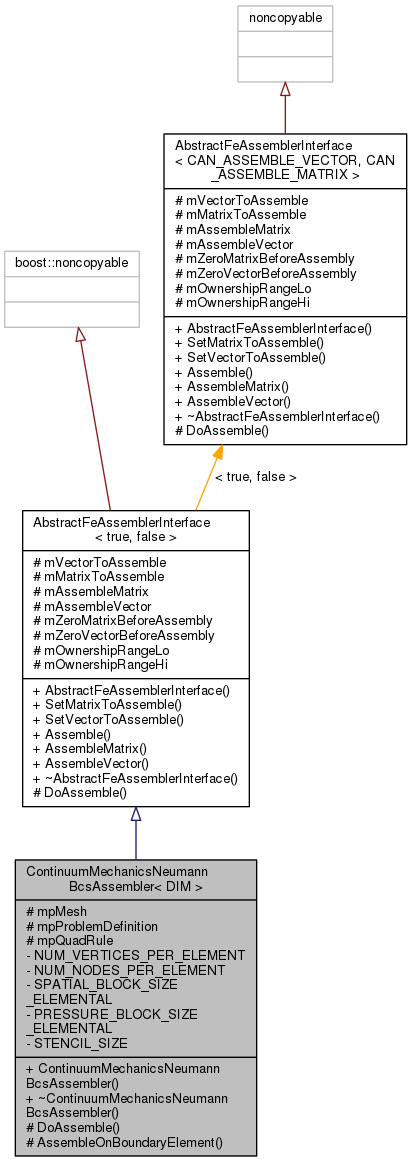 noncopyable
AbstractFeAssemblerInterface
< CAN_ASSEMBLE_VECTOR, CAN
_ASSEMBLE_MATRIX >
# mVectorToAssemble
# mMatrixToAssemble
# mAssembleMatrix
# mAssembleVector
# mZeroMatrixBeforeAssembly
# mZeroVectorBeforeAssembly
# mOwnershipRangeLo
# mOwnershipRangeHi
+ AbstractFeAssemblerInterface()
+ SetMatrixToAssemble()
+ SetVectorToAssemble()
+ Assemble()
+ AssembleMatrix()
+ AssembleVector()
+ ~AbstractFeAssemblerInterface()
# DoAssemble()
boost::noncopyable
< true, false >
AbstractFeAssemblerInterface
< true, false >
# mVectorToAssemble
# mMatrixToAssemble
# mAssembleMatrix
# mAssembleVector
# mZeroMatrixBeforeAssembly
# mZeroVectorBeforeAssembly
# mOwnershipRangeLo
# mOwnershipRangeHi
+ AbstractFeAssemblerInterface()
+ SetMatrixToAssemble()
+ SetVectorToAssemble()
+ Assemble()
+ AssembleMatrix()
+ AssembleVector()
+ ~AbstractFeAssemblerInterface()
# DoAssemble()
ContinuumMechanicsNeumann
BcsAssembler< DIM >
# mpMesh
# mpProblemDefinition
# mpQuadRule
- NUM_VERTICES_PER_ELEMENT
- NUM_NODES_PER_ELEMENT
- SPATIAL_BLOCK_SIZE
_ELEMENTAL
- PRESSURE_BLOCK_SIZE
_ELEMENTAL
- STENCIL_SIZE
+ ContinuumMechanicsNeumann
BcsAssembler()
+ ~ContinuumMechanicsNeumann
BcsAssembler()
# DoAssemble()
# AssembleOnBoundaryElement()